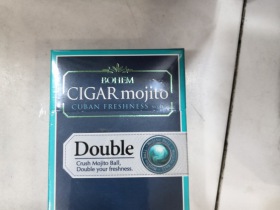 BOHEM
CIGAR mojito
CUBAN FRESHNESS
Double
Crush Mojito Ball,
Double your freshness.